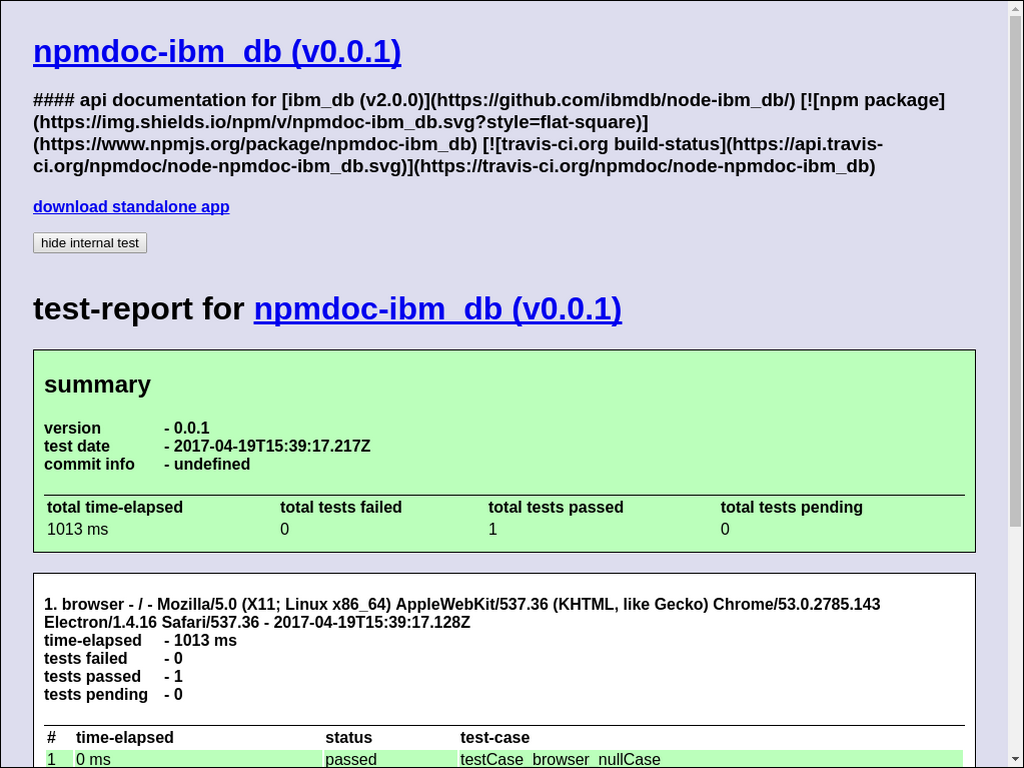 npmdoc-ibm_db (v0.0.1)
#### api documentation for [ibm_db (v2.0.0)](https://github.com/ibmdb/node-ibm_db/) [![npm package]
(https://img.shields.io/npm/v/npmdoc-ibm_db.svg?style=flat-square)]
(https://www.npmjs.org/package/npmdoc-ibm_db) [![travis-ci.org build-status](https://api.travis-
ci.org/npmdoc/node-npmdoc-ibm_db.svg)](https://travis-ci.org/npmdoc/node-npmdoc-ibm_db)
download standalone app
hide internal test
test-report for npmdoc-ibm_db (v0.0.1)
summary
version - 0.0.1
test date - 2017-04-19T15:39:17.217Z
commit info - undefined
total time-elapsed total tests failed total tests passed total tests pending
1013 ms 0 1 0
1. browser - / - Mozilla/5.0 (X11; Linux x86_64) AppleWebKit/537.36 (KHTML, like Gecko) Chrome/53.0.2785.143
Electron/1.4.16 Safari/537.36 - 2017-04-19T15:39:17.128Z
time-elapsed - 1013 ms
tests failed - 0
tests passed - 1
tests pending - 0
# time-elapsed status test-case
1 0 ms passed testCase_browser_nullCase